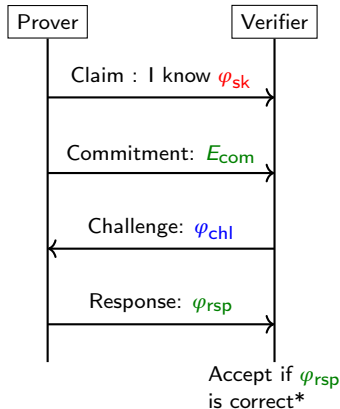 Prover Verifier
Claim : I know φsk
Commitment: Ecom
Challenge: φchl
Response: φrsp
Accept if φrsp
is correct*